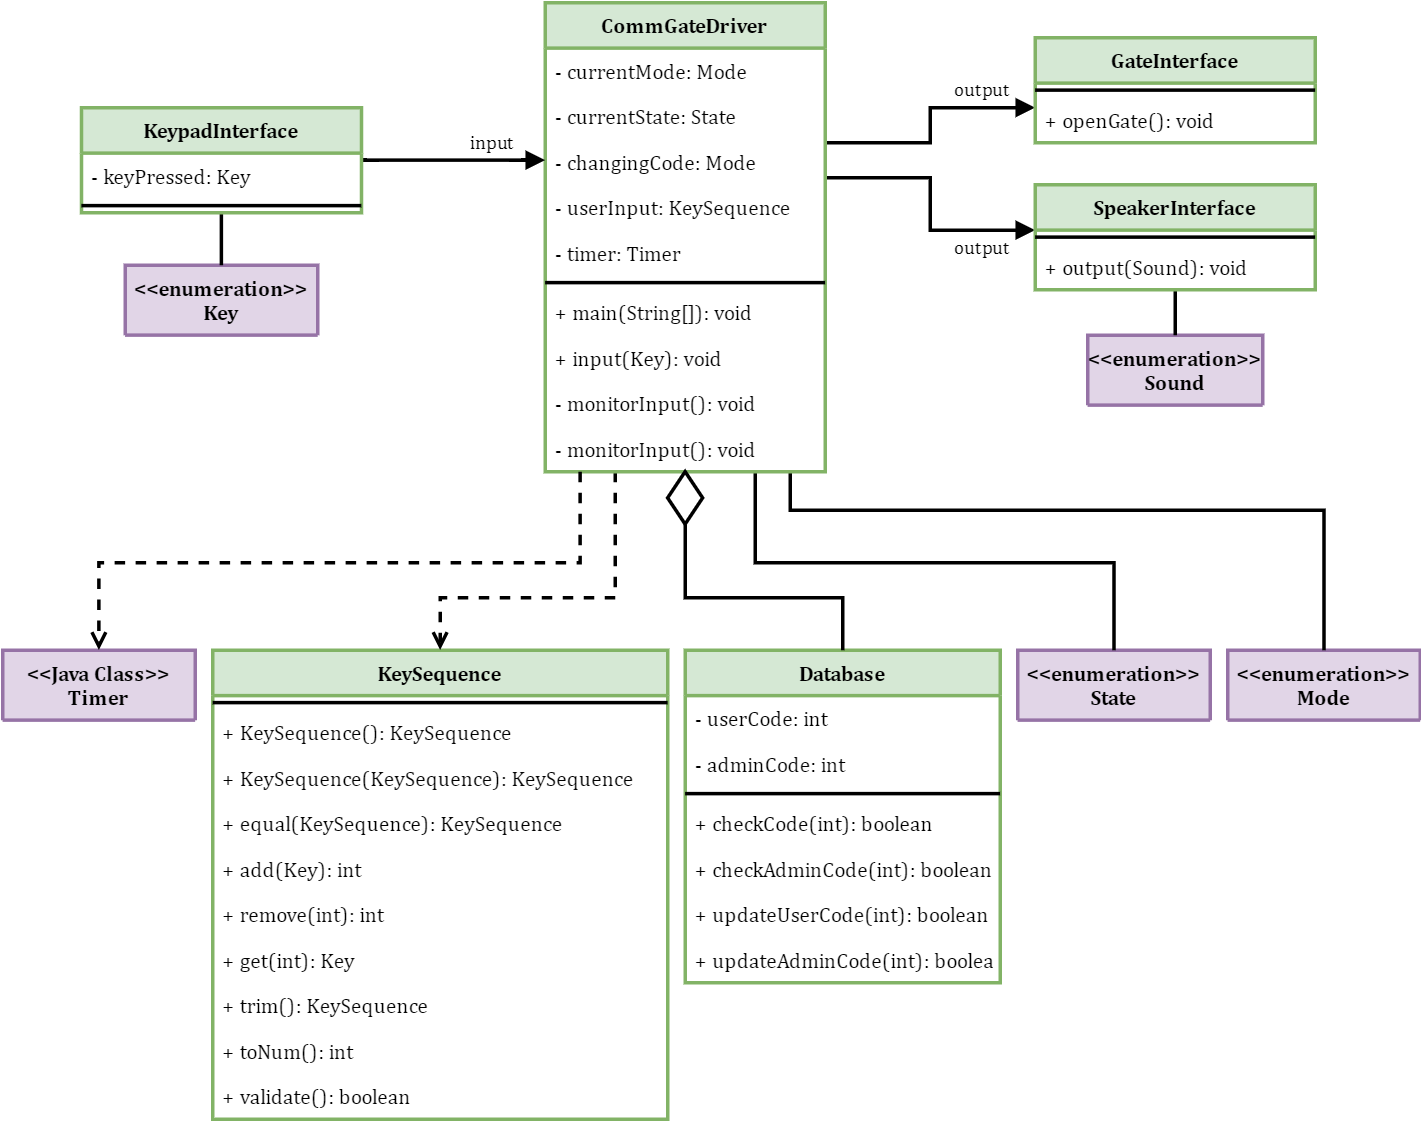 CommGateDriver
- currentMode: Mode
- currentState: State
- changingCode: Mode
- userInput: KeySequence
- timer: Timer
+ main(String[]): void
+ input(Key): void
- monitorInput(): void
- monitorInput(): void
KeypadInterface
- keyPressed: Key
input
<<enumeration>>
Key
output
GateInterface
+ openGate(): void
output
SpeakerInterface
+ output(Sound): void
<<enumeration>>
Sound
<<Java Class>>
Timer
KeySequence
+ KeySequence(): KeySequence
+ KeySequence(KeySequence): KeySequence
+ equal(KeySequence): KeySequence
+ add(Key): int
+ remove(int): int
+ get(int): Key
+ trim(): KeySequence
+ toNum(): int
+ validate(): boolean
Database
- userCode: int
- adminCode: int
+ checkCode(int): boolean
+ checkAdminCode(int): boolean
+ updateUserCode(int): boolean
+ updateAdminCode(int): boolea
<<enumeration>>
State
<<enumeration>>
Mode